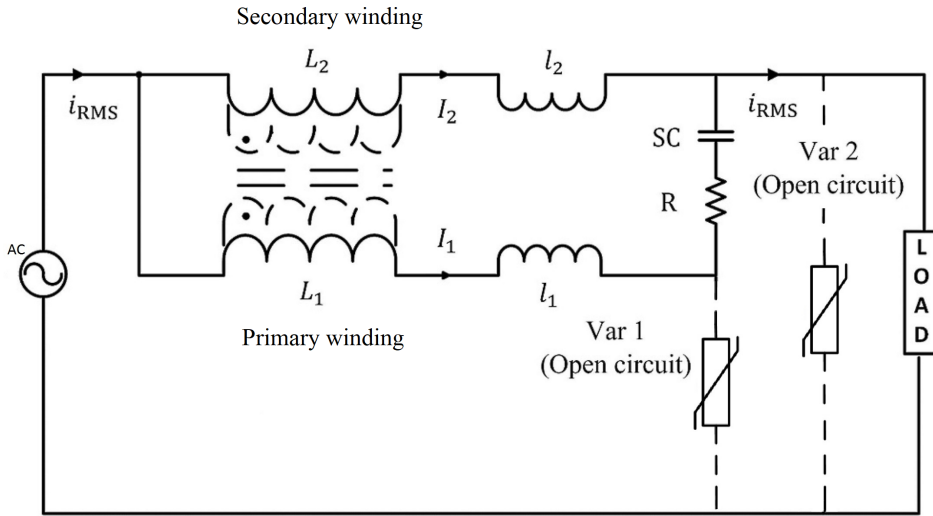 Secondary winding
L₂
l₂
iRMS
I₂
SC
iRMS
Var 2
(Open circuit)
R
AC
I₁
L₁
l₁
LOAD
Primary winding
Var 1
(Open circuit)